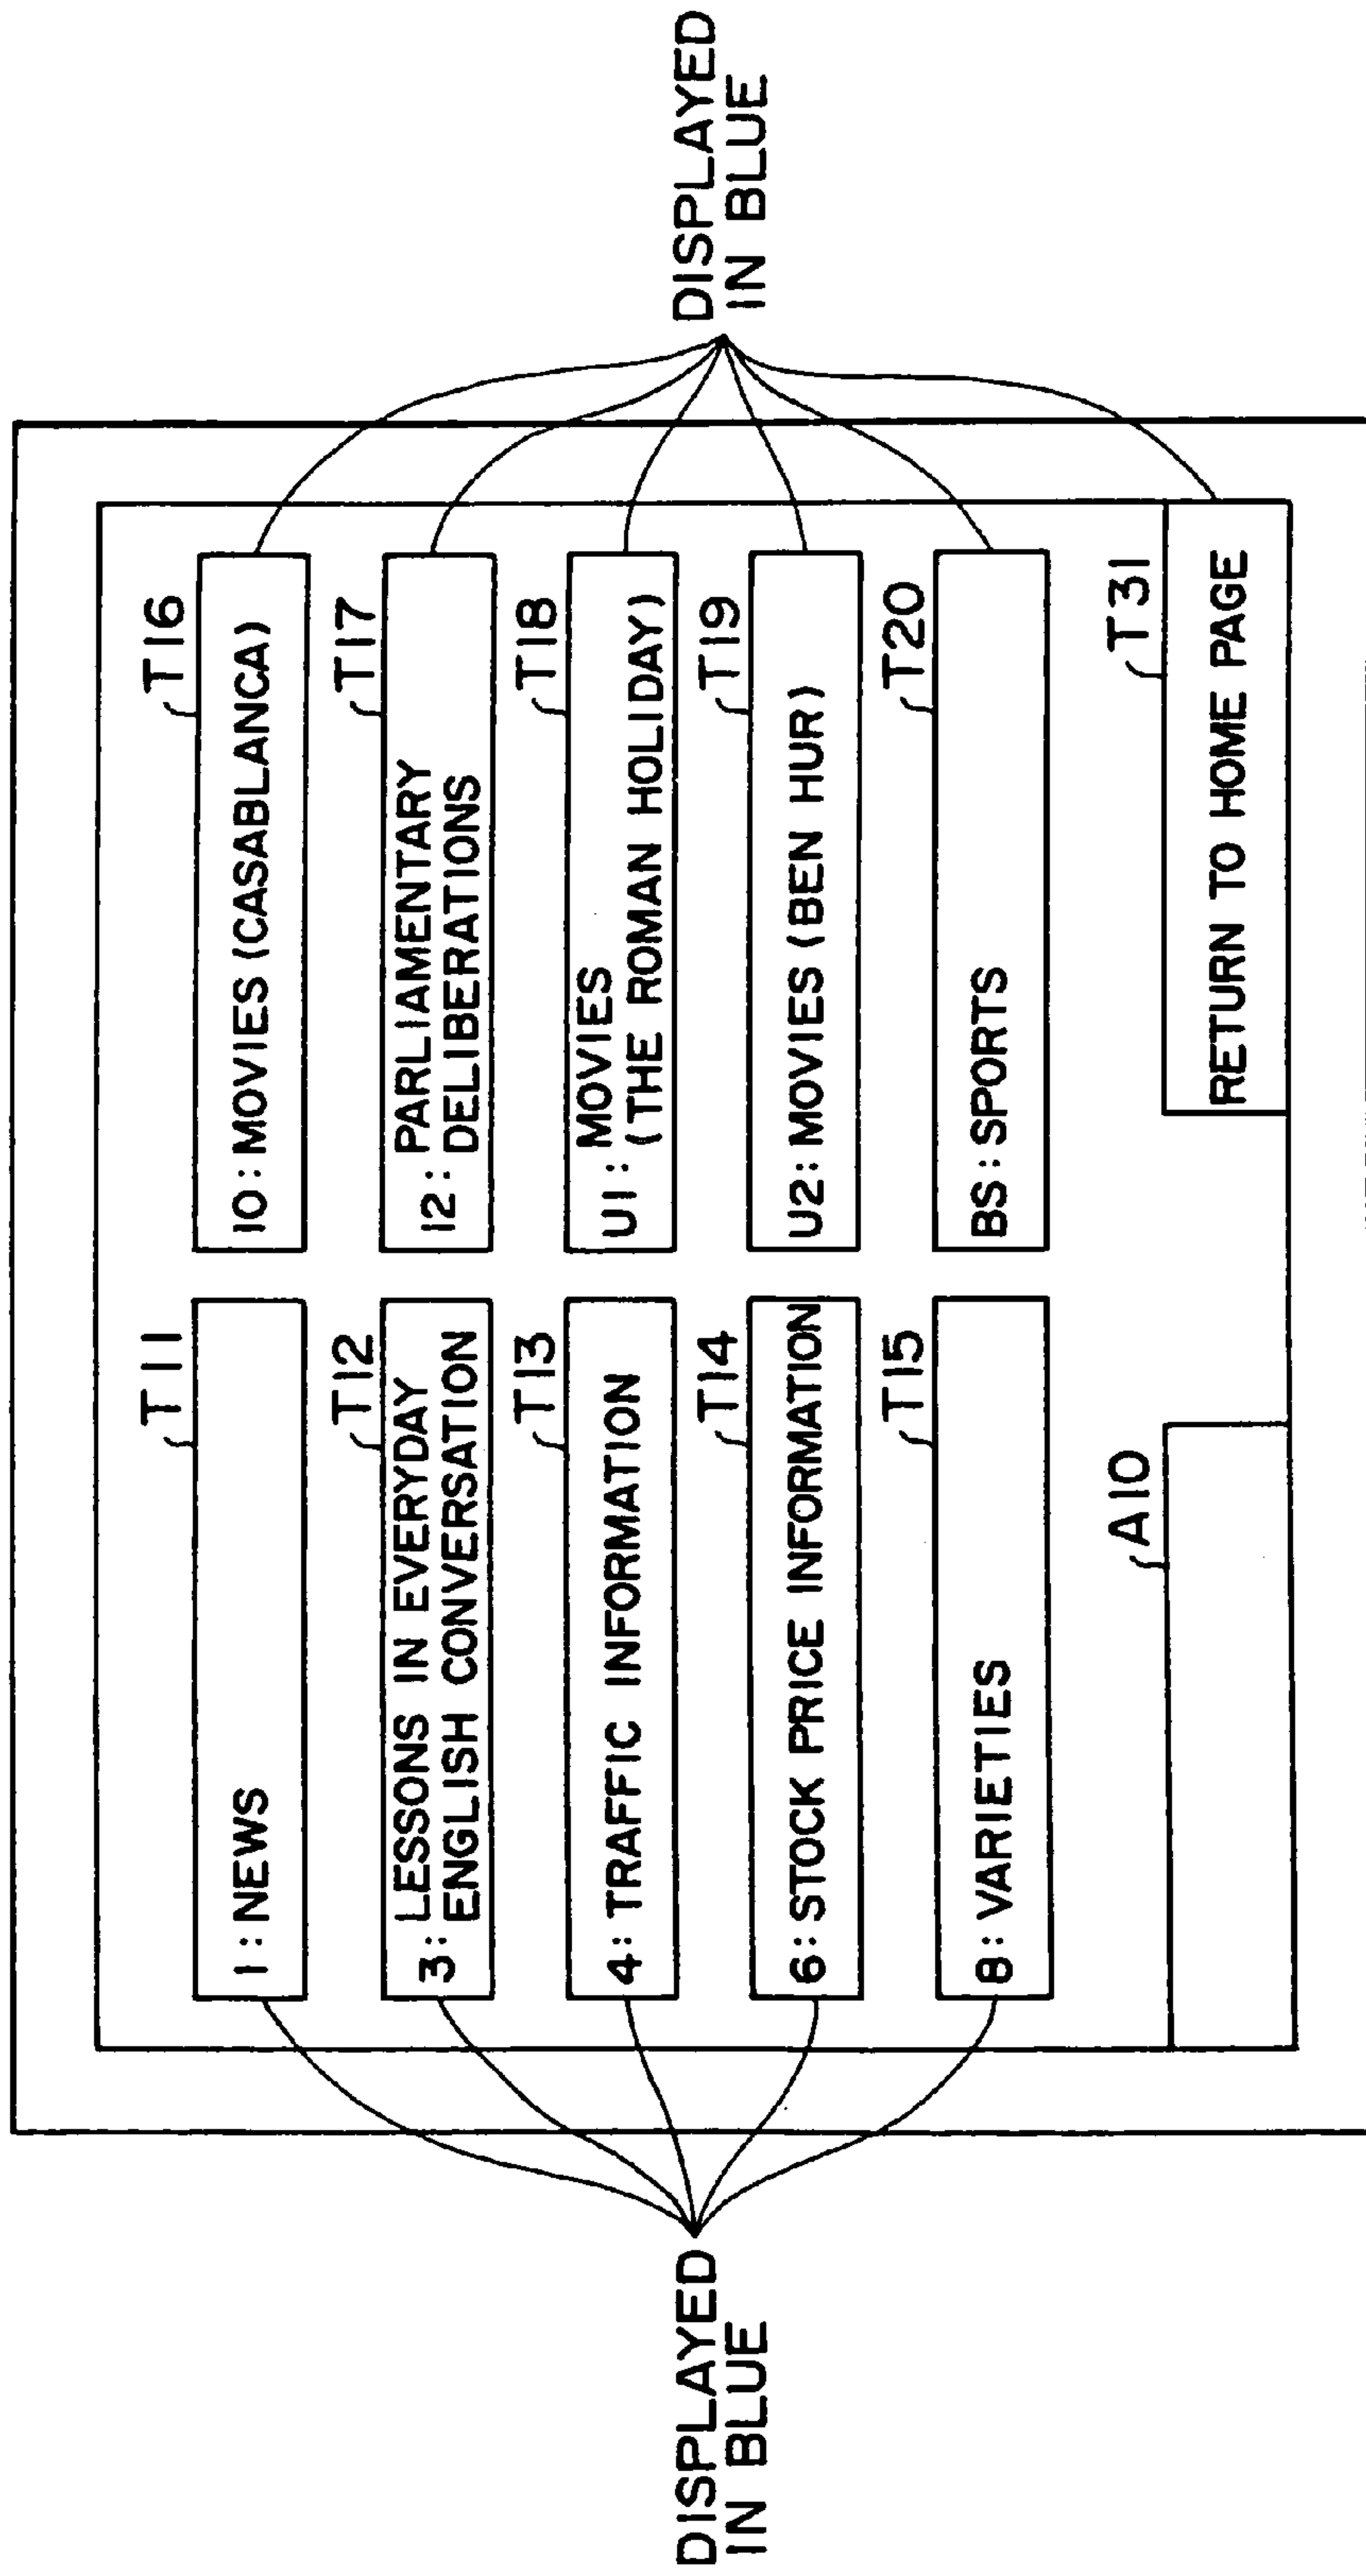 T11
1: NEWS
T12
3: LESSONS IN EVERYDAY
ENGLISH CONVERSATION
T13
4: TRAFFIC INFORMATION
T14
6: STOCK PRICE INFORMATION
T15
8: VARIETIES
A10
DISPLAYED
IN BLUE
T16
10: MOVIES (CASABLANCA)
T17
12: PARLIAMENTARY
DELIBERATIONS
T18
U1: MOVIES
(THE ROMAN HOLIDAY)
T19
U2: MOVIES (BEN HUR)
T20
BS: SPORTS
T31
RETURN TO HOME PAGE
DISPLAYED
IN BLUE